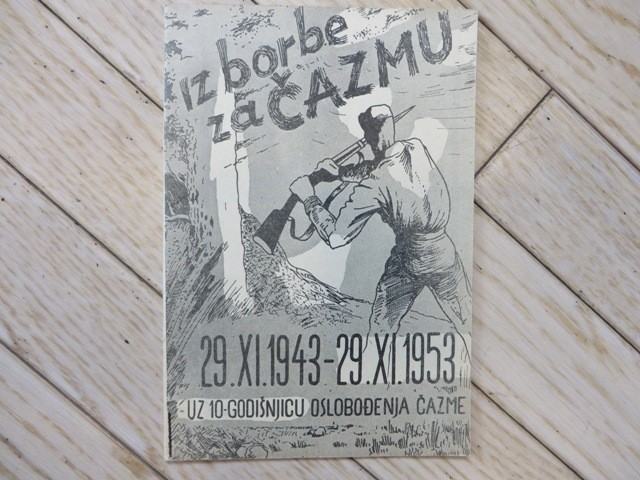 iz borbe
za ČAZMU
29.XI.1943-29.XI.1953
UZ 10-GODIŠNJICU OSLOBOĐENJA ČAZME